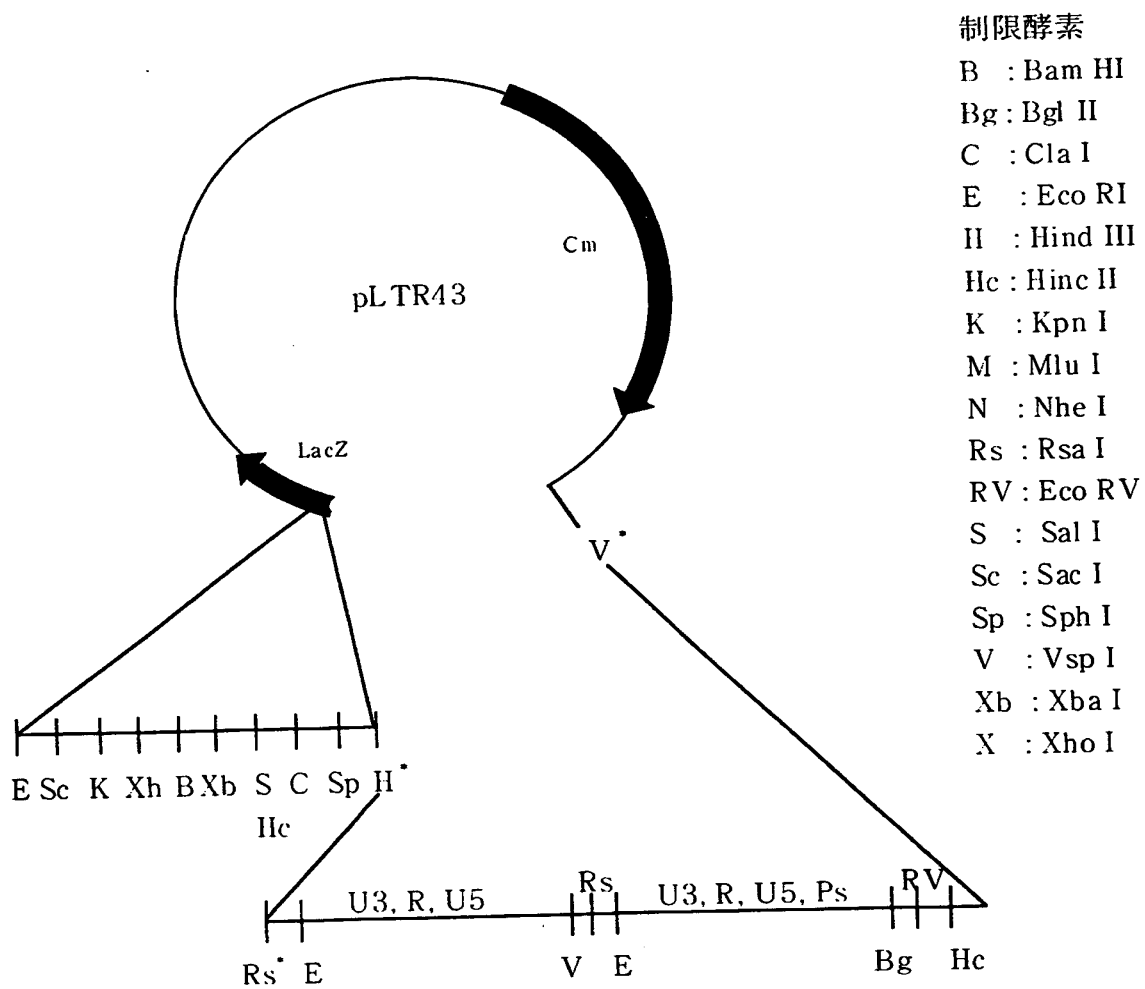 制限酵素
B : Bam HI
Bg : Bgl II
C : Cla I
E : Eco RI
H : Hind III
Hc : Hinc II
K : Kpn I
M : Mlu I
N : Nhe I
Rs : Rsa I
RV : Eco RV
S : Sal I
Sc : Sac I
Sp : Sph I
V : Vsp I
Xb : Xba I
X : Xho I
Cm
pLTR43
LacZ
V*
E Sc K Xh B Xb S C Sp H*
Hc
Rs RV
U3, R, U5 U3, R, U5, Ps
Rs* E V E Bg Hc